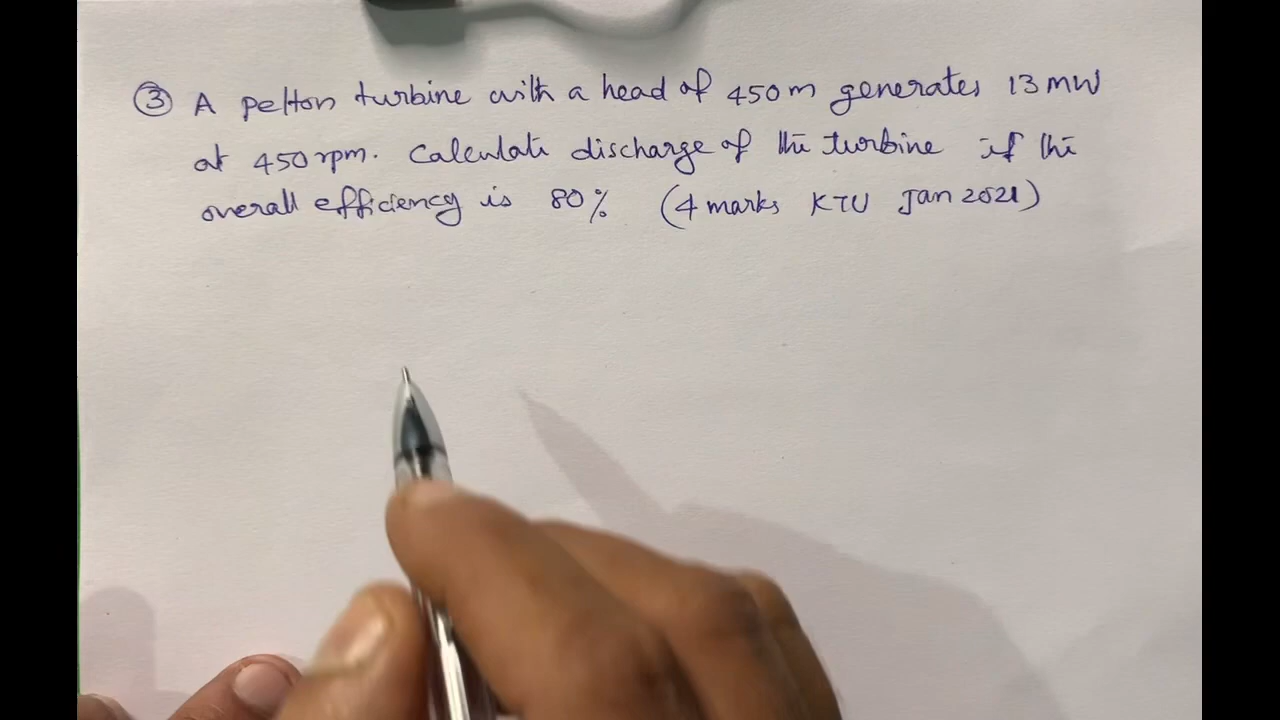 ③ A pelton turbine with a head of 450m generates 13 MW
at 450 rpm. Calculate discharge of the turbine if the
overall efficiency is 80% (4 marks KTU Jan 2021)